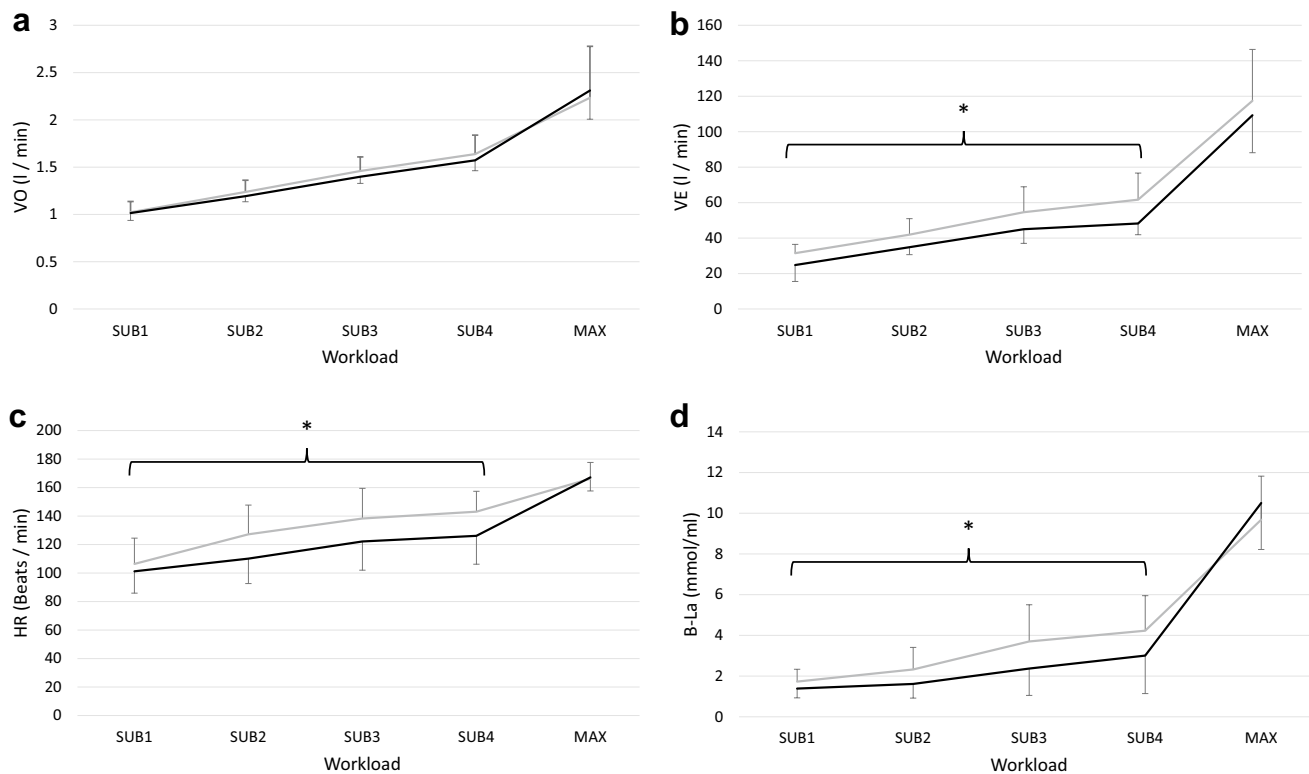 a
3
2.5
2
1.5
1
0.5
0
VO (l / min)
SUB1 SUB2 SUB3 SUB4 MAX
Workload
b
160
140
120
100
80
60
40
20
0
VE (l / min)
*
SUB1 SUB2 SUB3 SUB4 MAX
Workload
c
200
180
160
140
120
100
80
60
40
20
0
HR (Beats / min)
*
SUB1 SUB2 SUB3 SUB4 MAX
Workload
d
14
12
10
8
6
4
2
0
B-La (mmol/ml)
*
SUB1 SUB2 SUB3 SUB4 MAX
Workload